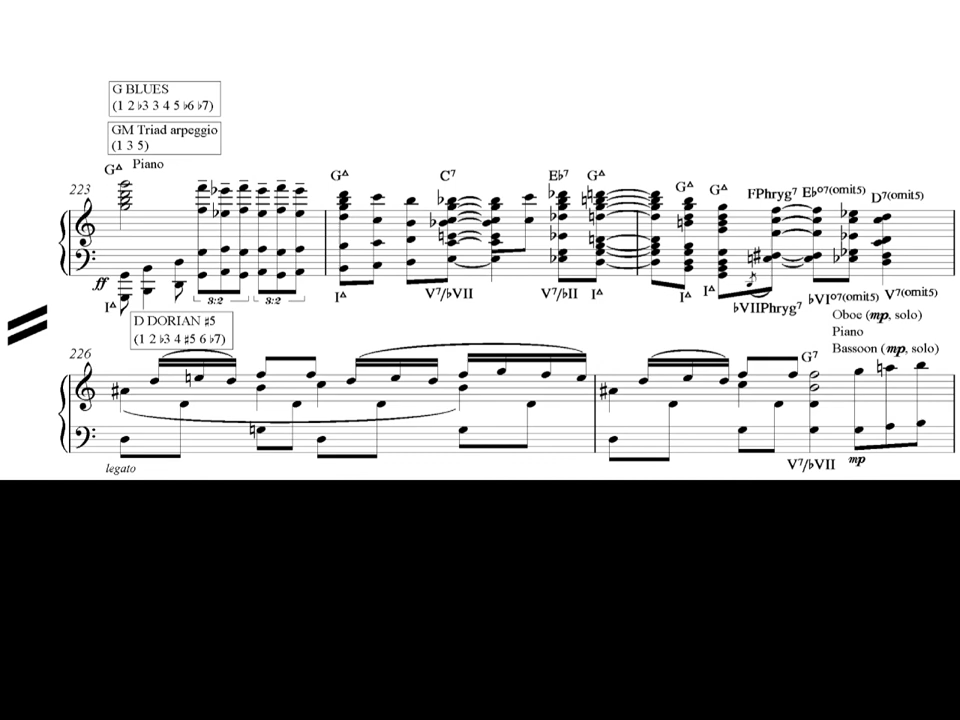 G BLUES
(1 2 ♭3 3 4 5 ♭6 ♭7)
GM Triad arpeggio
(1 3 5)
G△ Piano
223
G△ C⁷ E♭⁷ G△ G△ G△ FPhryg⁷ E♭o⁷(omit5) D⁷(omit5)
ff
I△ 3:2 3:2 I△ V⁷/♭VII V⁷/♭II I△ I△ I△ ♭VIIPhryg⁷ ♭VIo⁷(omit5) V⁷(omit5)
D DORIAN ♯5
(1 2 ♭3 4 ♯5 6 ♭7)
Oboe (mp, solo)
Piano
Bassoon (mp, solo)
226
G⁷
legato
V⁷/♭VII mp